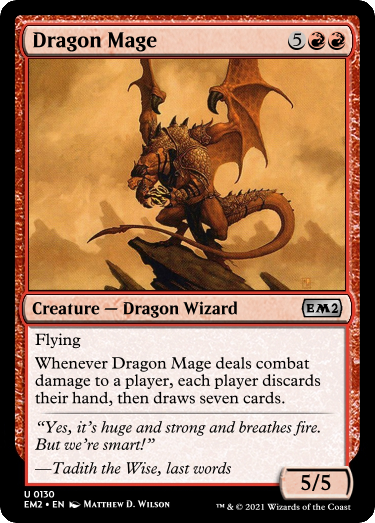 Dragon Mage 5
Creature — Dragon Wizard EM2
Flying
Whenever Dragon Mage deals combat
damage to a player, each player discards
their hand, then draws seven cards.
“Yes, it’s huge and strong and breathes fire.
But we’re smart!”
—Tadith the Wise, last words
5/5
U 0130
EM2 • EN Matthew D. Wilson ™ & © 2021 Wizards of the Coast